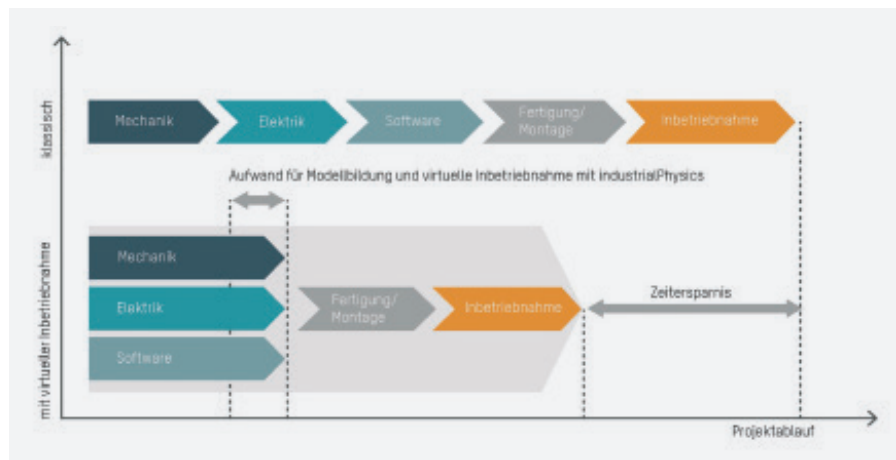 klassisch
Mechanik
Elektrik
Software
Fertigung/
Montage
Inbetriebnahme
Aufwand für Modellbildung und virtuelle Inbetriebnahme mit industrialPhysics
mit virtueller Inbetriebnahme
Mechanik
Elektrik
Software
Fertigung/
Montage
Inbetriebnahme
Zeitersparnis
Projektablauf